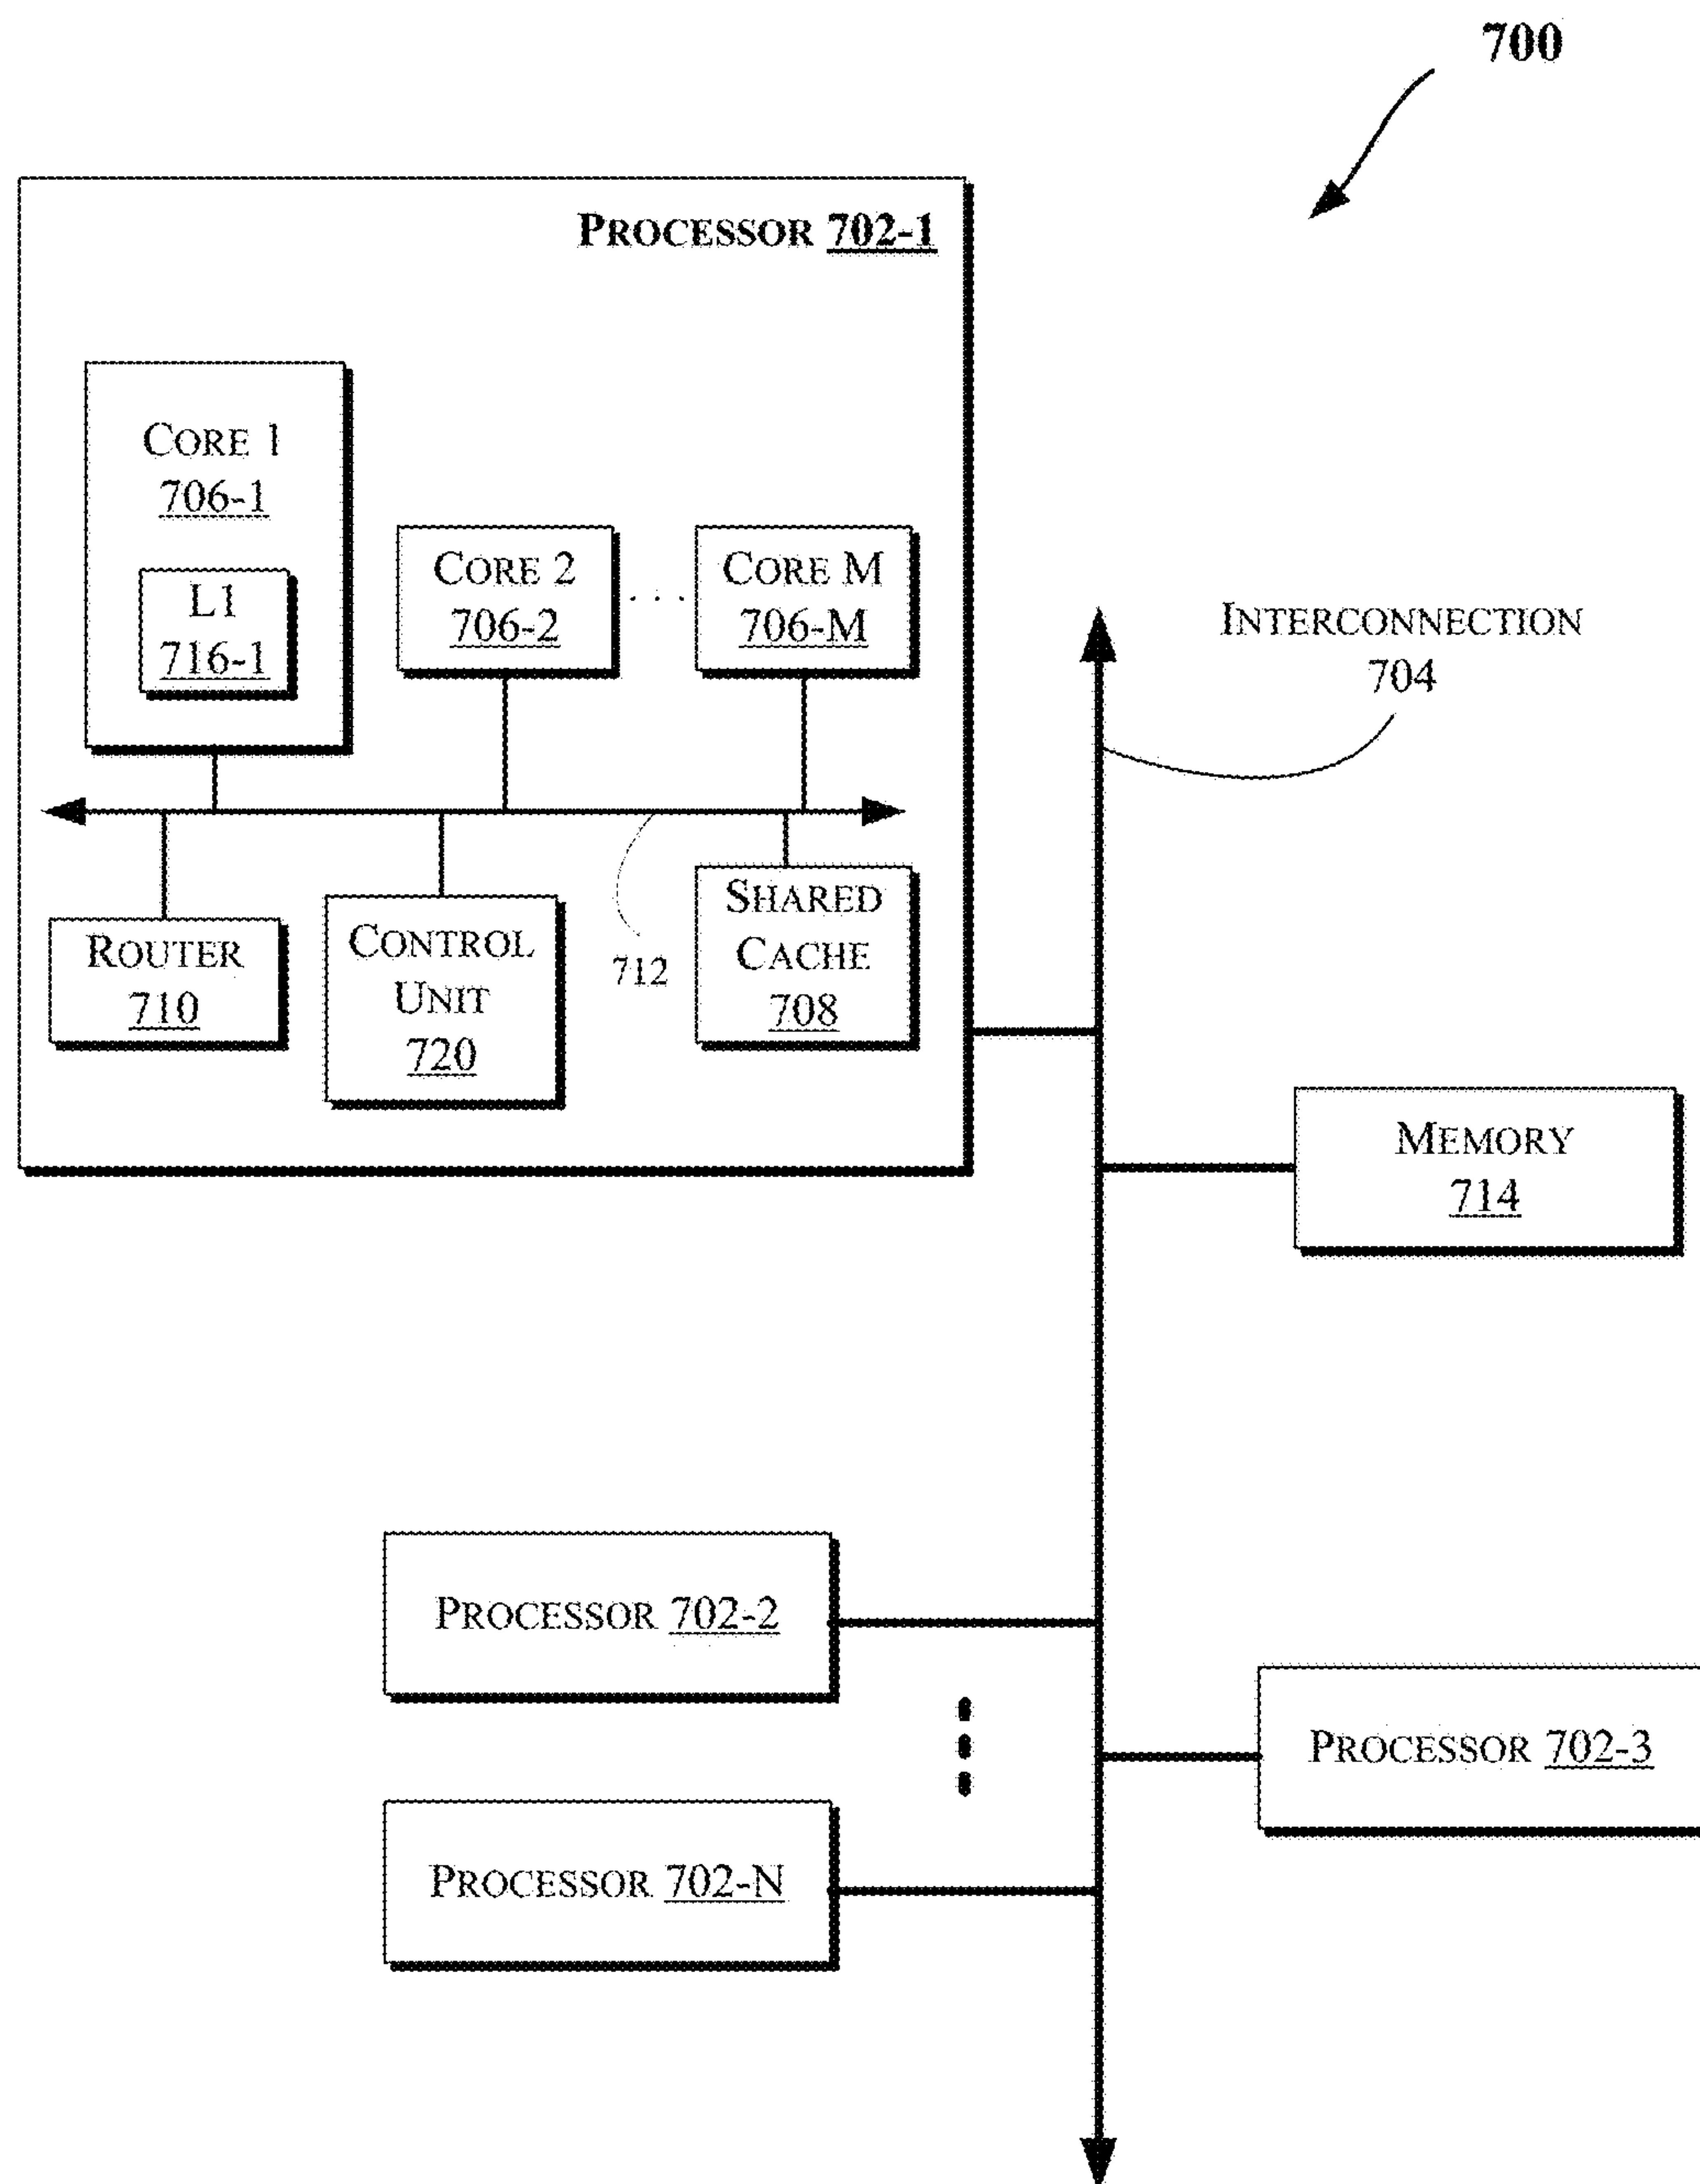 700
PROCESSOR 702-1
CORE 1
706-1
L1
716-1
CORE 2
706-2
. . .
CORE M
706-M
INTERCONNECTION
704
ROUTER
710
CONTROL
UNIT
720
712
SHARED
CACHE
708
MEMORY
714
PROCESSOR 702-2
PROCESSOR 702-3
PROCESSOR 702-N